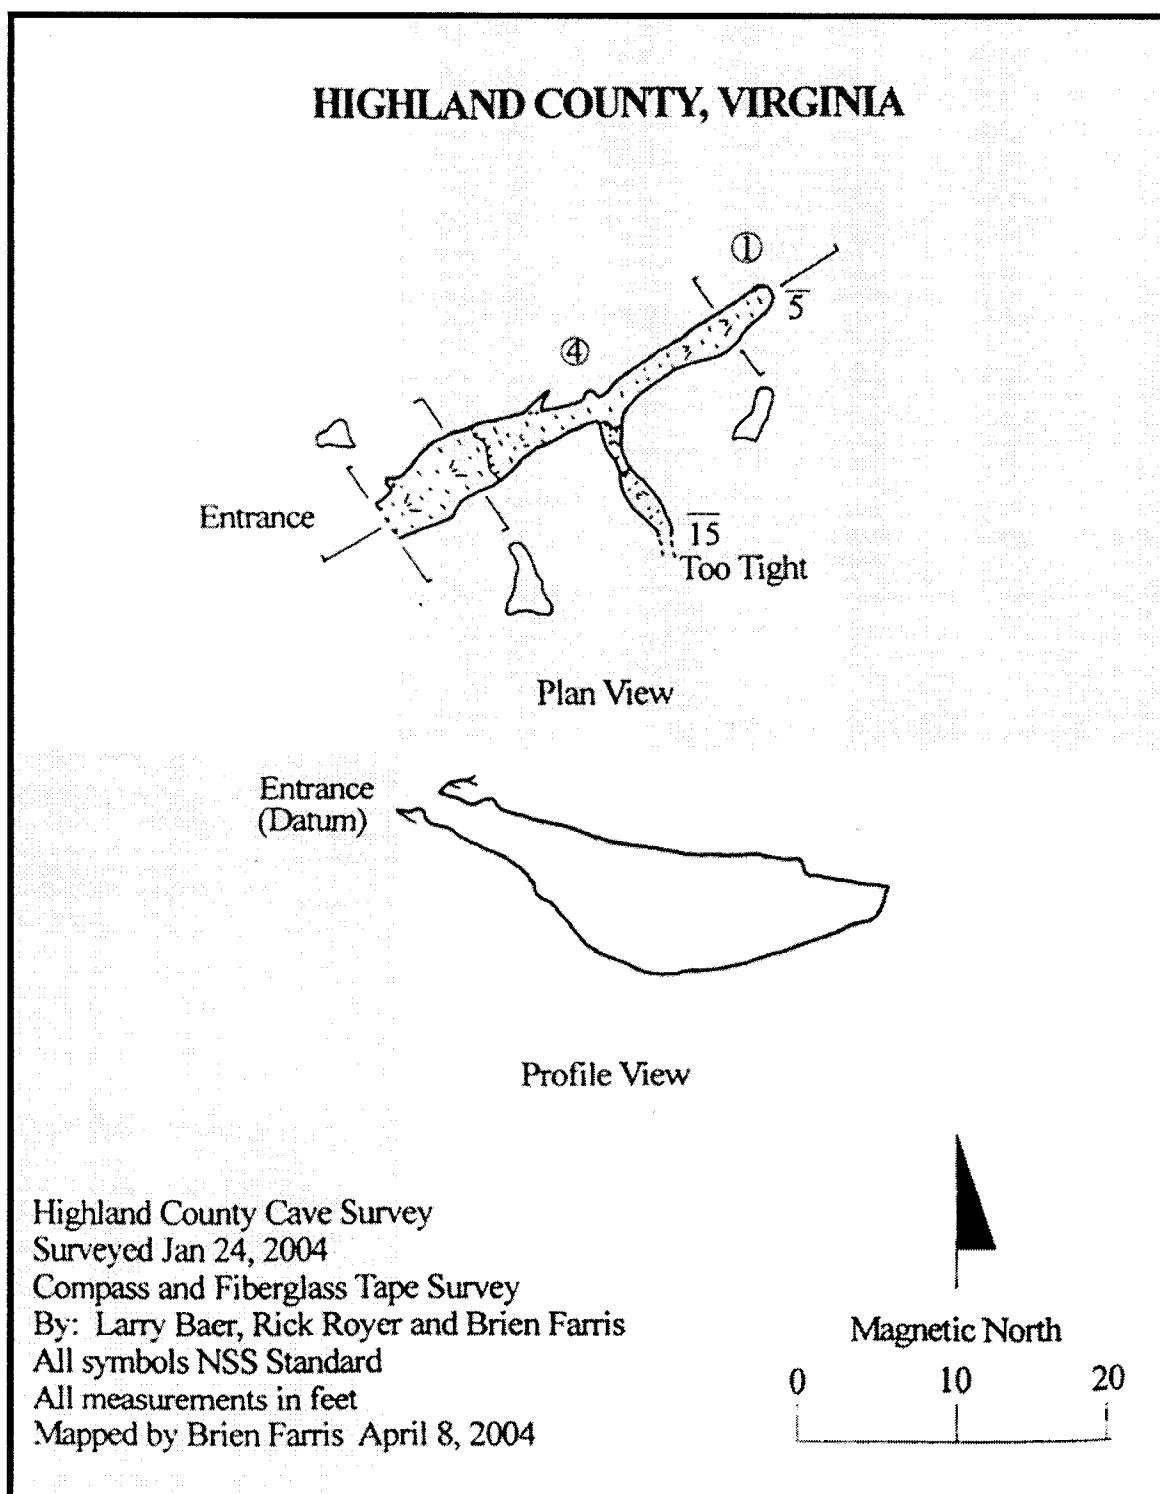 HIGHLAND COUNTY, VIRGINIA
①
5
④
Entrance
15
Too Tight
Plan View
Entrance
(Datum)
Profile View
Highland County Cave Survey
Surveyed Jan 24, 2004
Compass and Fiberglass Tape Survey
By: Larry Baer, Rick Royer and Brien Farris
All symbols NSS Standard
All measurements in feet
Mapped by Brien Farris April 8, 2004
Magnetic North
0 10 20